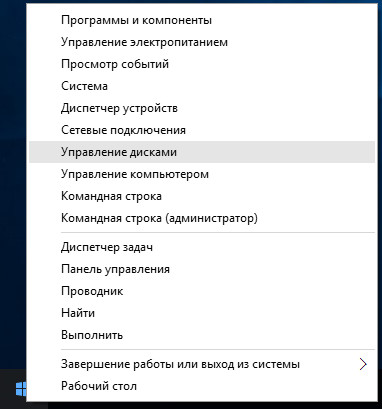 Программы и компоненты
Управление электропитанием
Просмотр событий
Система
Диспетчер устройств
Сетевые подключения
Управление дисками
Управление компьютером
Командная строка
Командная строка (администратор)
Диспетчер задач
Панель управления
Проводник
Найти
Выполнить
Завершение работы или выход из системы
Рабочий стол